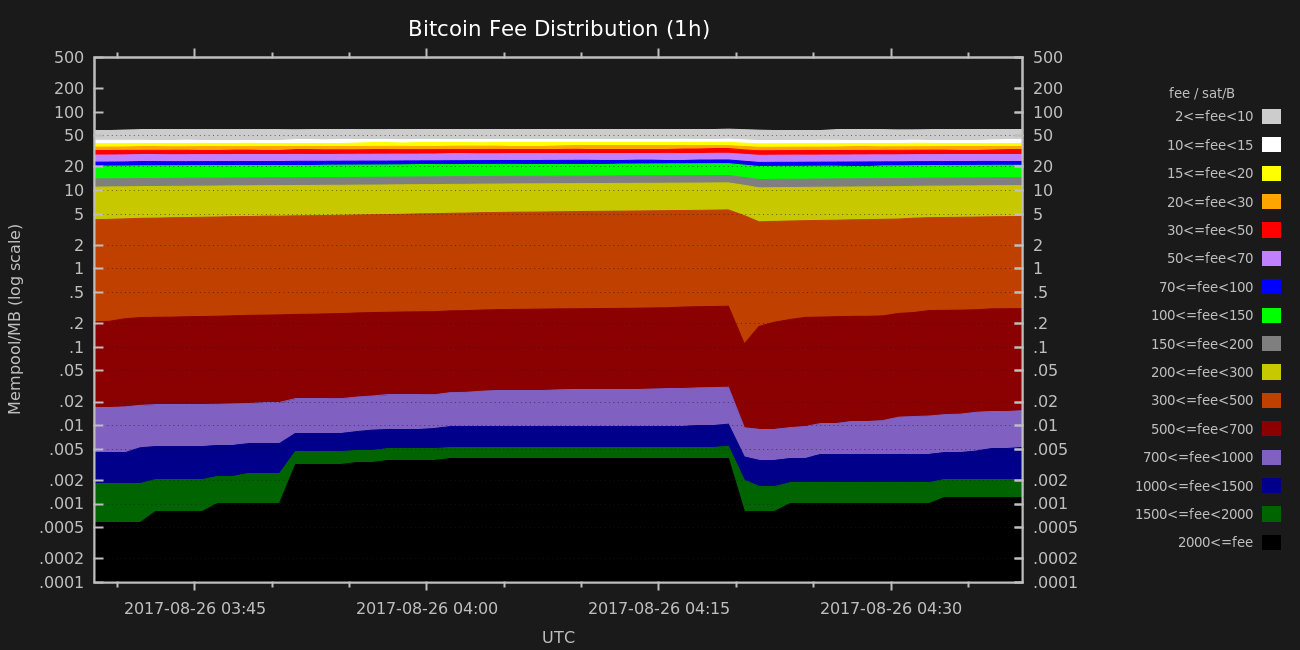 Bitcoin Fee Distribution (1h)
500
200
100
50
20
10
5
2
1
.5
.2
.1
.05
.02
.01
.005
.002
.001
.0005
.0002
.0001
Mempool/MB (log scale)
500
200
100
50
20
10
5
2
1
.5
.2
.1
.05
.02
.01
.005
.002
.001
.0005
.0002
.0001
2017-08-26 03:45
2017-08-26 04:00
2017-08-26 04:15
2017-08-26 04:30
UTC
fee / sat/B
2<=fee<10
10<=fee<15
15<=fee<20
20<=fee<30
30<=fee<50
50<=fee<70
70<=fee<100
100<=fee<150
150<=fee<200
200<=fee<300
300<=fee<500
500<=fee<700
700<=fee<1000
1000<=fee<1500
1500<=fee<2000
2000<=fee